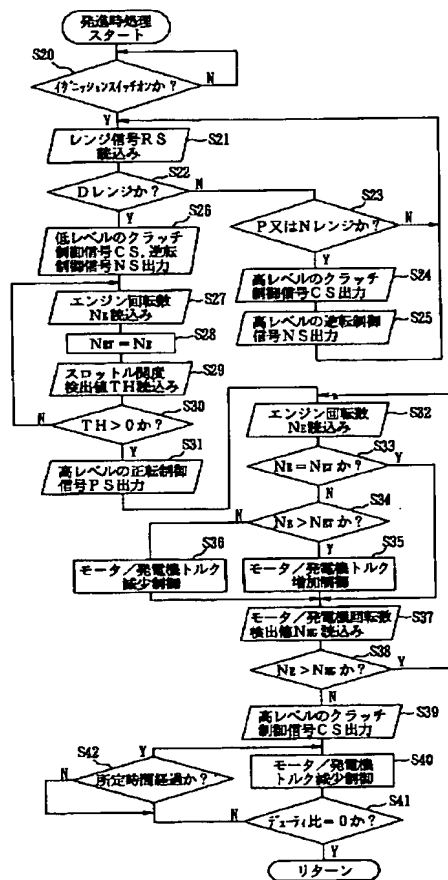 発進時処理
スタート
S20
イグニッションスイッチオンか?
N
Y
S21
レンジ信号RS
読込み
S22
Dレンジか?
N
Y
S23
P又はNレンジか?
N
Y
S24
高レベルのクラッチ
制御信号CS出力
S25
高レベルの逆転制御
信号NS出力
S26
低レベルのクラッチ
制御信号CS,逆転
制御信号NS出力
S27
エンジン回転数
NE読込み
S28
NET=NE
S29
スロットル開度
検出値TH読込み
S30
TH>0か?
N
Y
S31
高レベルの正転制御
信号PS出力
S32
エンジン回転数
NE読込み
S33
NE=NETか?
Y
N
S34
NE>NETか?
N
Y
S35
モータ/発電機トルク
増加制御
S36
モータ/発電機トルク
減少制御
S37
モータ/発電機回転数
検出値NMG読込み
S38
NE>NMGか?
Y
N
S39
高レベルのクラッチ
制御信号CS出力
S40
モータ/発電機
トルク減少制御
S41
デューティ比=0か?
N
Y
S42
所定時間経過か?
Y
N
リターン